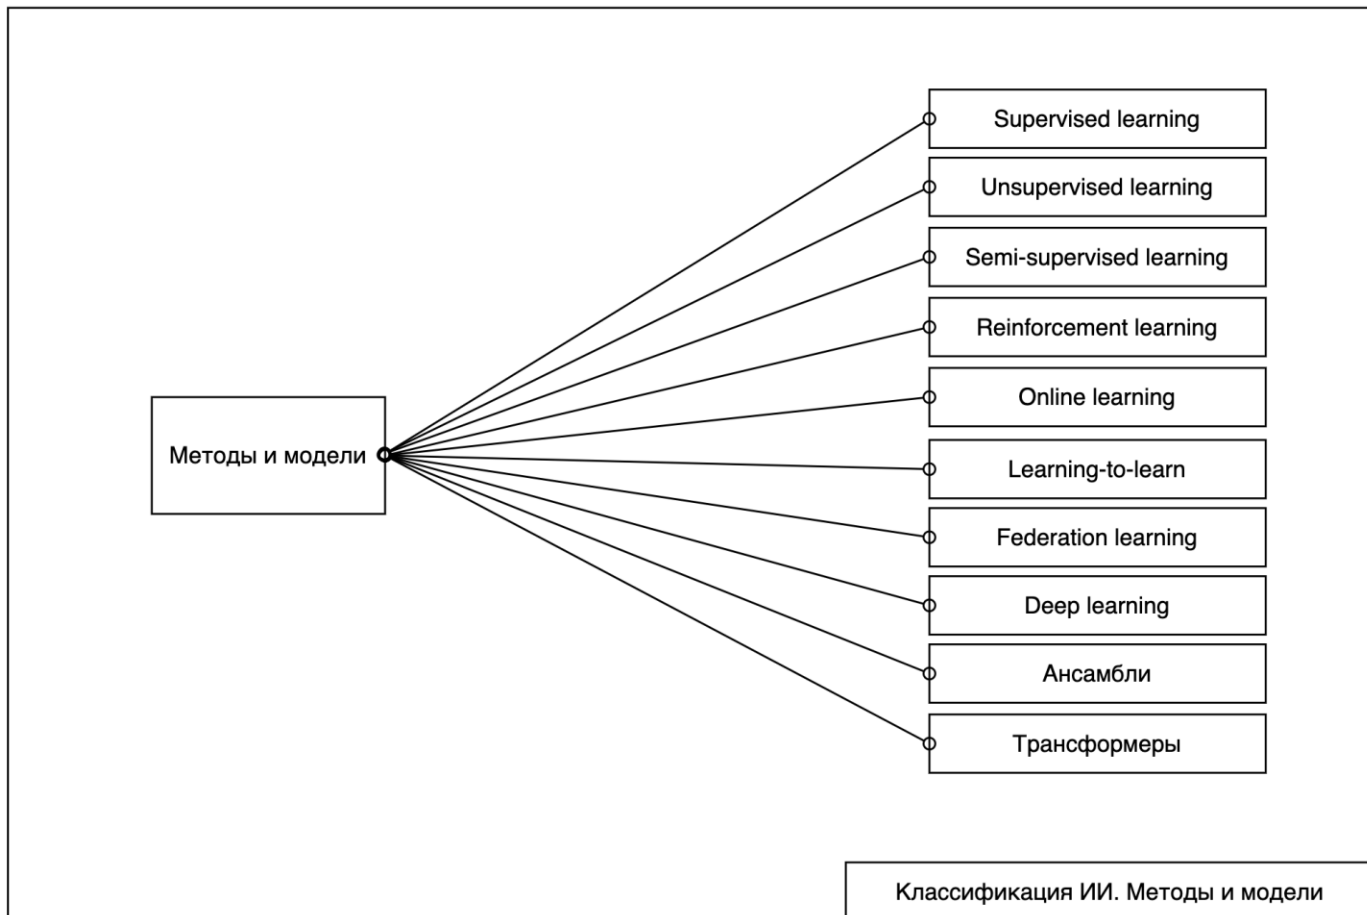 Supervised learning
Unsupervised learning
Semi-supervised learning
Reinforcement learning
Online learning
Методы и модели
Learning-to-learn
Federation learning
Deep learning
Ансамбли
Трансформеры
Классификация ИИ. Методы и модели